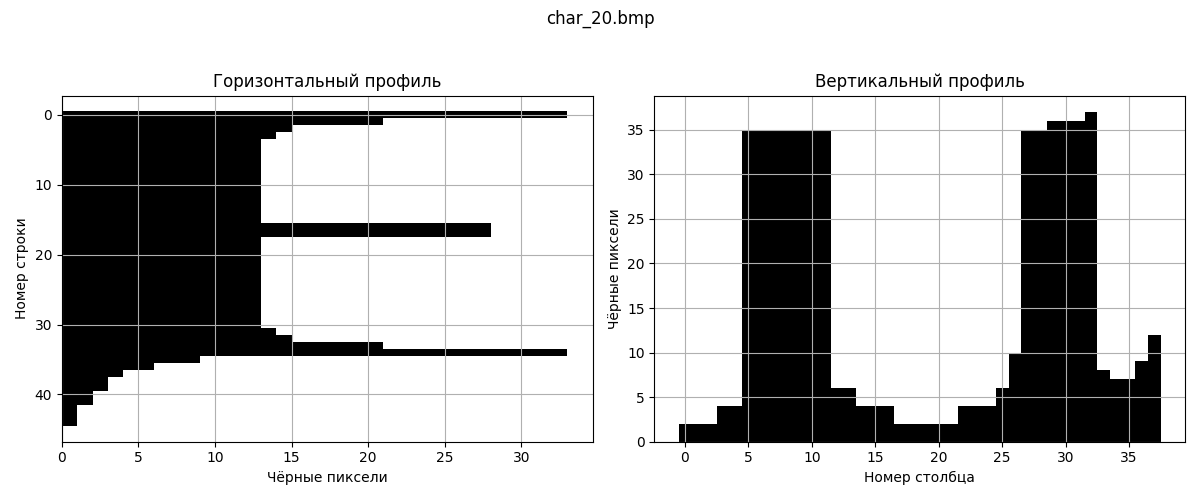 char_20.bmp
Горизонтальный профиль
Номер строки
0
10
20
30
40
0 5 10 15 20 25 30
Чёрные пиксели
Вертикальный профиль
Чёрные пиксели
35
30
25
20
15
10
5
0
0 5 10 15 20 25 30 35
Номер столбца